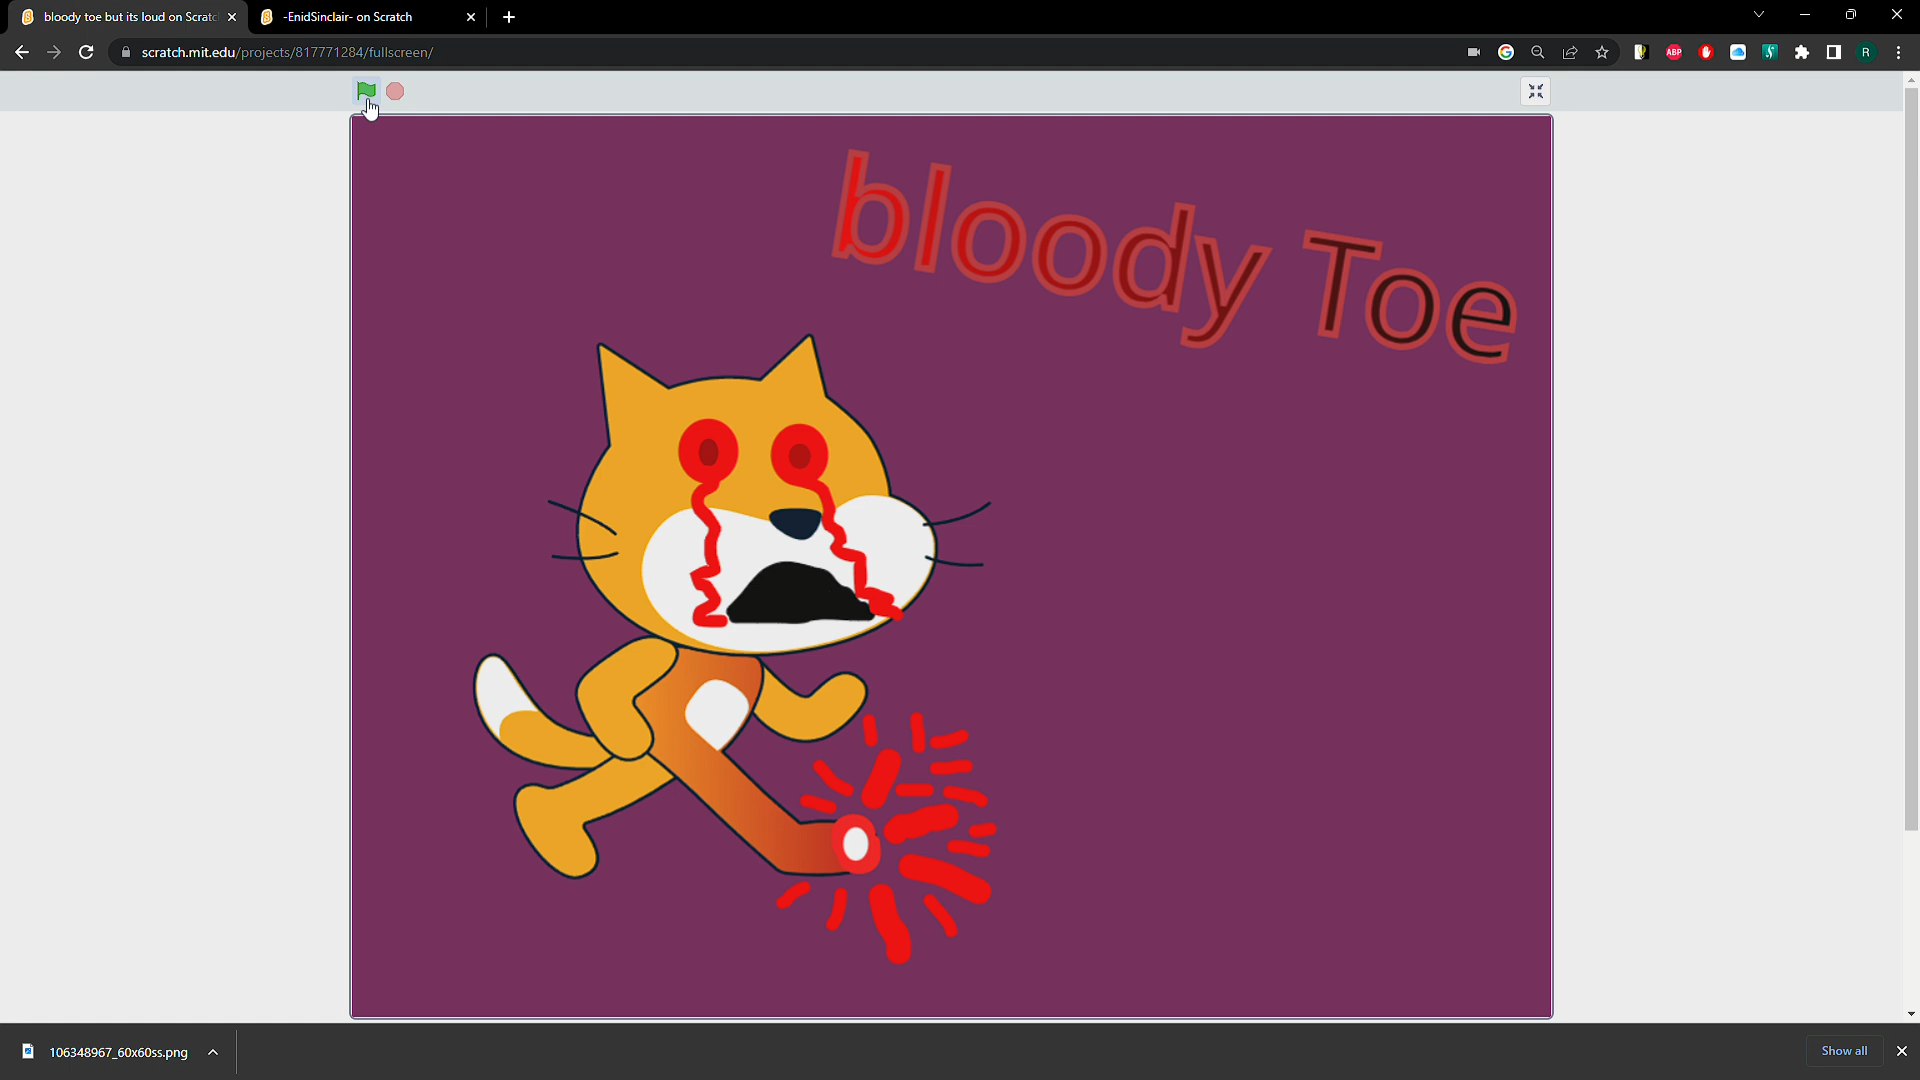 bloody toe but its loud on Scratc
-EnidSinclair- on Scratch
scratch.mit.edu/projects/817771284/fullscreen/
ABP
R
bloody Toe
106348967_60x60ss.png
Show all